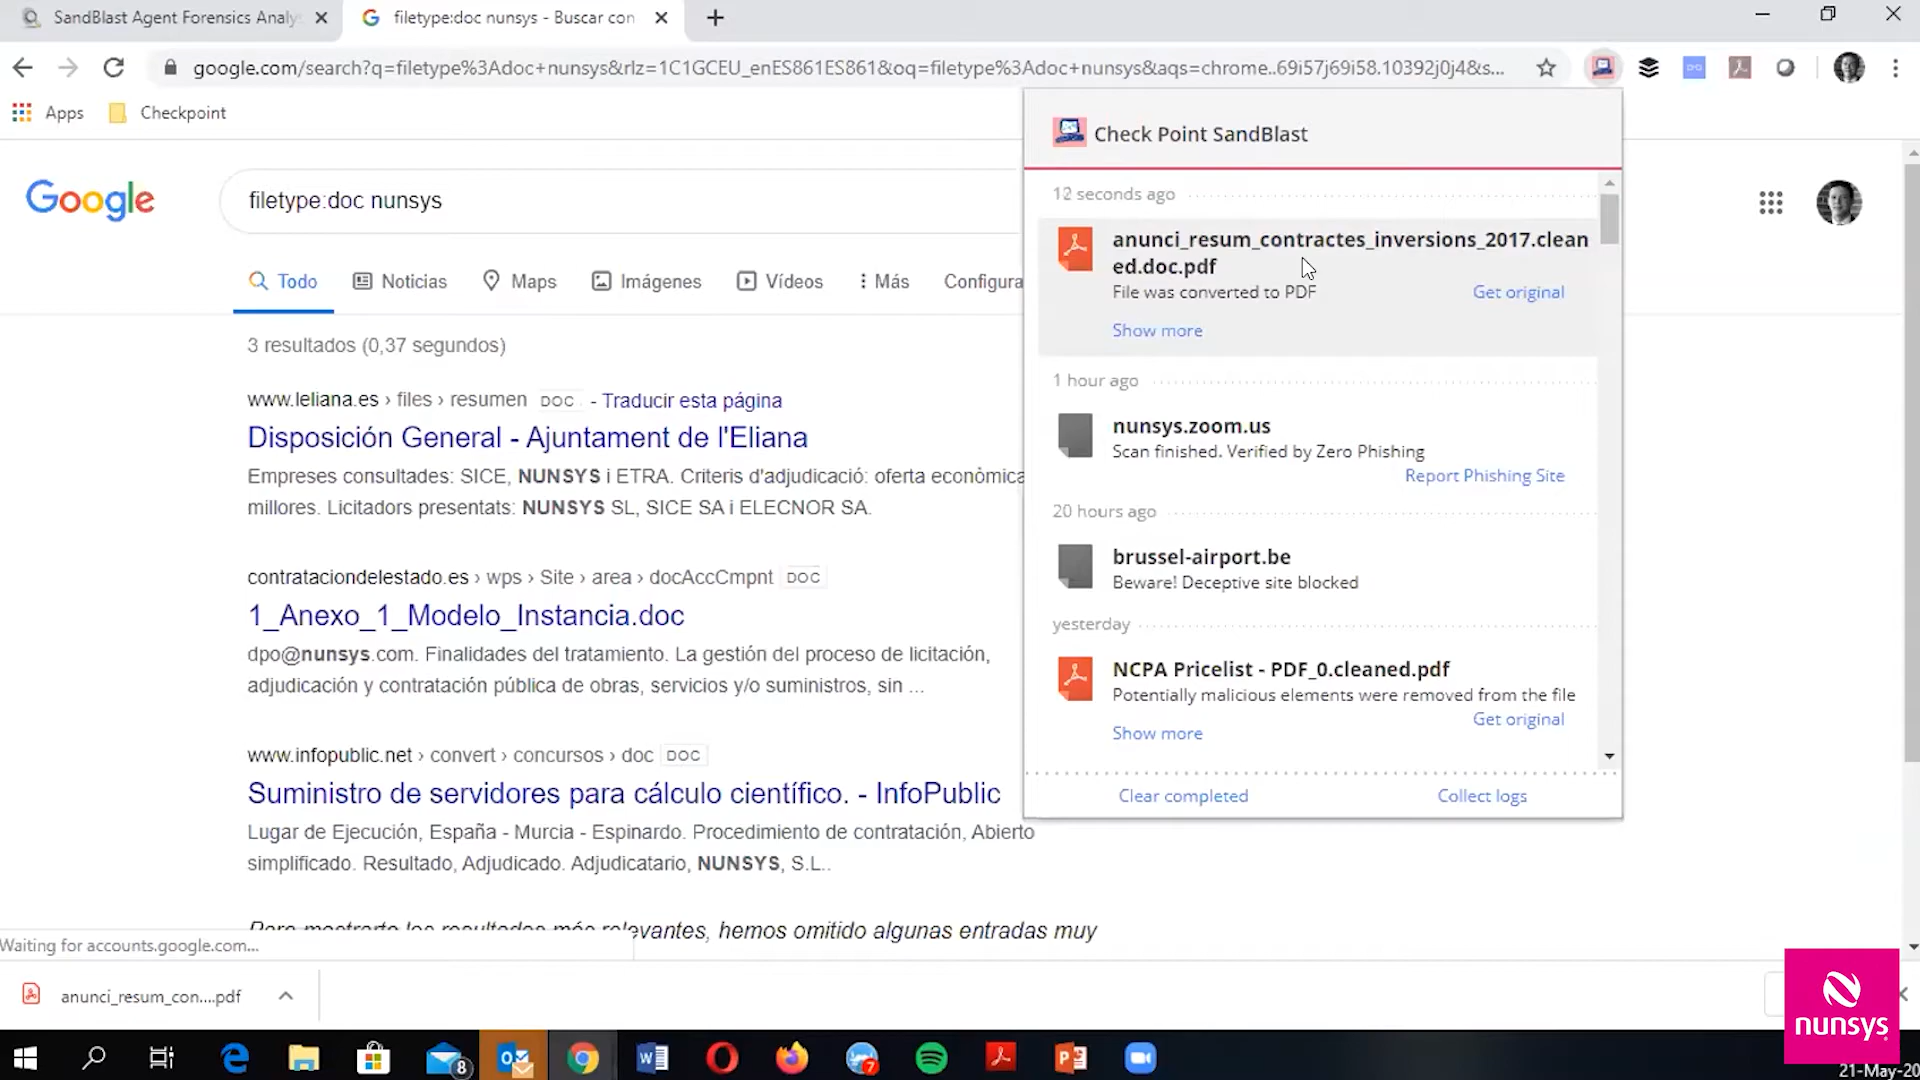 SandBlast Agent Forensics Analy
filetype:doc nunsys - Buscar con
google.com/search?q=filetype%3Adoc+nunsys&rlz=1C1GCEU_enES861ES861&oq=filetype%3Adoc+nunsys&aqs=chrome..69i57j69i58.10392j0j4&s...
Apps
Checkpoint
Check Point SandBlast
12 seconds ago
anunci_resum_contractes_inversions_2017.clean
ed.doc.pdf
File was converted to PDF
Get original
Show more
1 hour ago
nunsys.zoom.us
Scan finished. Verified by Zero Phishing
Report Phishing Site
20 hours ago
brussel-airport.be
Beware! Deceptive site blocked
yesterday
NCPA Pricelist - PDF_0.cleaned.pdf
Potentially malicious elements were removed from the file
Get original
Show more
Clear completed
Collect logs
Google
filetype:doc nunsys
Todo
Noticias
Maps
Imágenes
Vídeos
Más
Configura
3 resultados (0,37 segundos)
www.leliana.es › files › resumen DOC - Traducir esta página
Disposición General - Ajuntament de l'Eliana
Empreses consultades: SICE, NUNSYS i ETRA. Criteris d'adjudicació: oferta econòmica
millores. Licitadors presentats: NUNSYS SL, SICE SA i ELECNOR SA.
contrataciondelestado.es › wps › Site › area › docAccCmpnt DOC
1_Anexo_1_Modelo_Instancia.doc
dpo@nunsys.com. Finalidades del tratamiento. La gestión del proceso de licitación,
adjudicación y contratación pública de obras, servicios y/o suministros, sin ...
www.infopublic.net › convert › concursos › doc DOC
Suministro de servidores para cálculo científico. - InfoPublic
Lugar de Ejecución, España - Murcia - Espinardo. Procedimiento de contratación, Abierto
simplificado. Resultado, Adjudicado. Adjudicatario, NUNSYS, S.L..
Para mostrarte los resultados más relevantes, hemos omitido algunas entradas muy
Waiting for accounts.google.com...
anunci_resum_con....pdf
nunsys
8
7
21-May-20